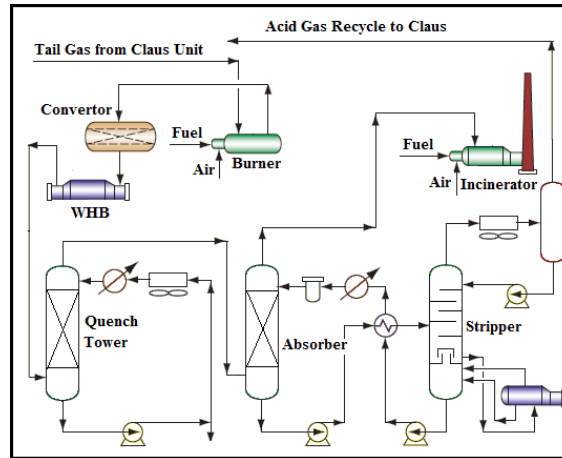 Acid Gas Recycle to Claus
Tail Gas from Claus Unit
Convertor
Fuel
Burner
Air
WHB
Fuel
Air
Incinerator
Quench
Tower
Absorber
Stripper